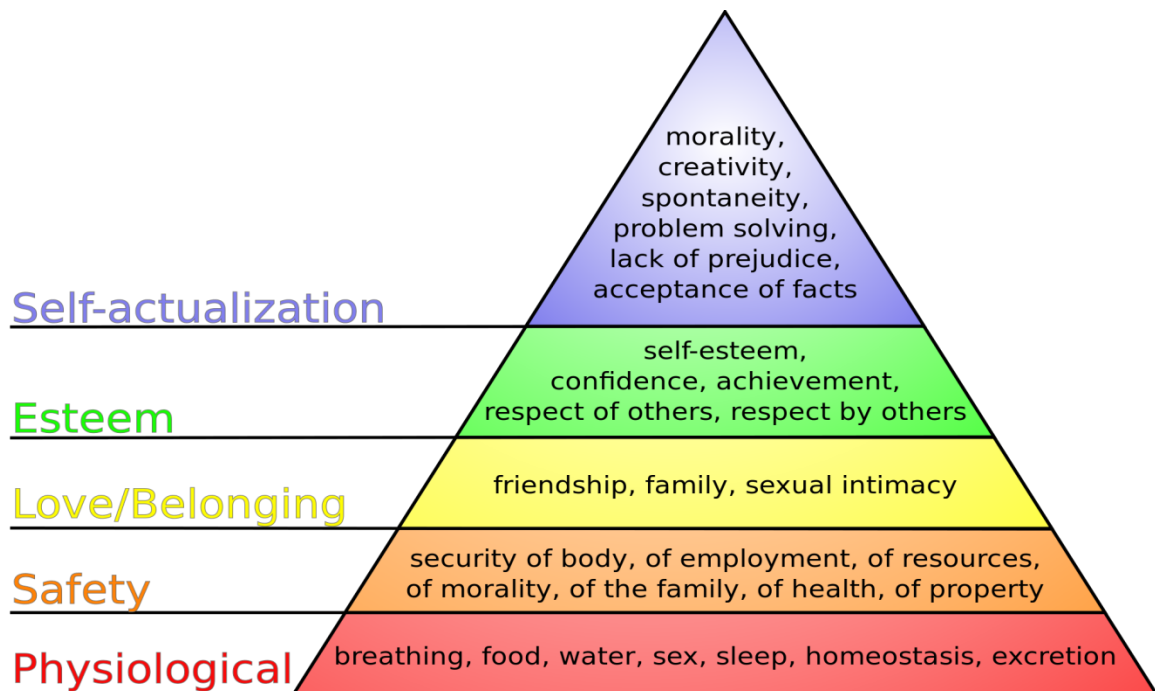 morality,
creativity,
spontaneity,
problem solving,
lack of prejudice,
acceptance of facts
Self-actualization
self-esteem,
confidence, achievement,
respect of others, respect by others
Esteem
friendship, family, sexual intimacy
Love/Belonging
security of body, of employment, of resources,
of morality, of the family, of health, of property
Safety
breathing, food, water, sex, sleep, homeostasis, excretion
Physiological